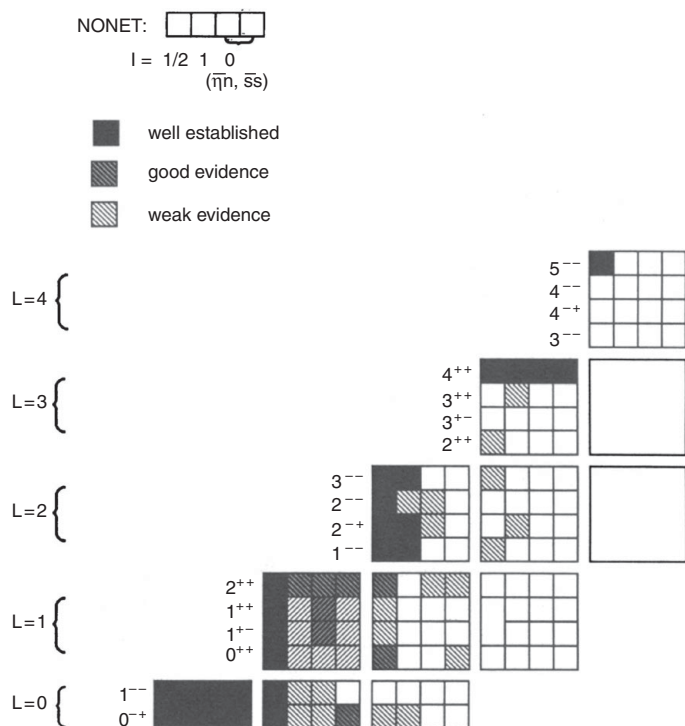 NONET:
I = 1/2 1 0
(η̅n, s̅s)
well established
good evidence
weak evidence
L=4
5⁻⁻
4⁻⁻
4⁻⁺
3⁻⁻
L=3
4⁺⁺
3⁺⁺
3⁺⁻
2⁺⁺
L=2
3⁻⁻
2⁻⁻
2⁻⁺
1⁻⁻
L=1
2⁺⁺
1⁺⁺
1⁺⁻
0⁺⁺
L=0
1⁻⁻
0⁻⁺